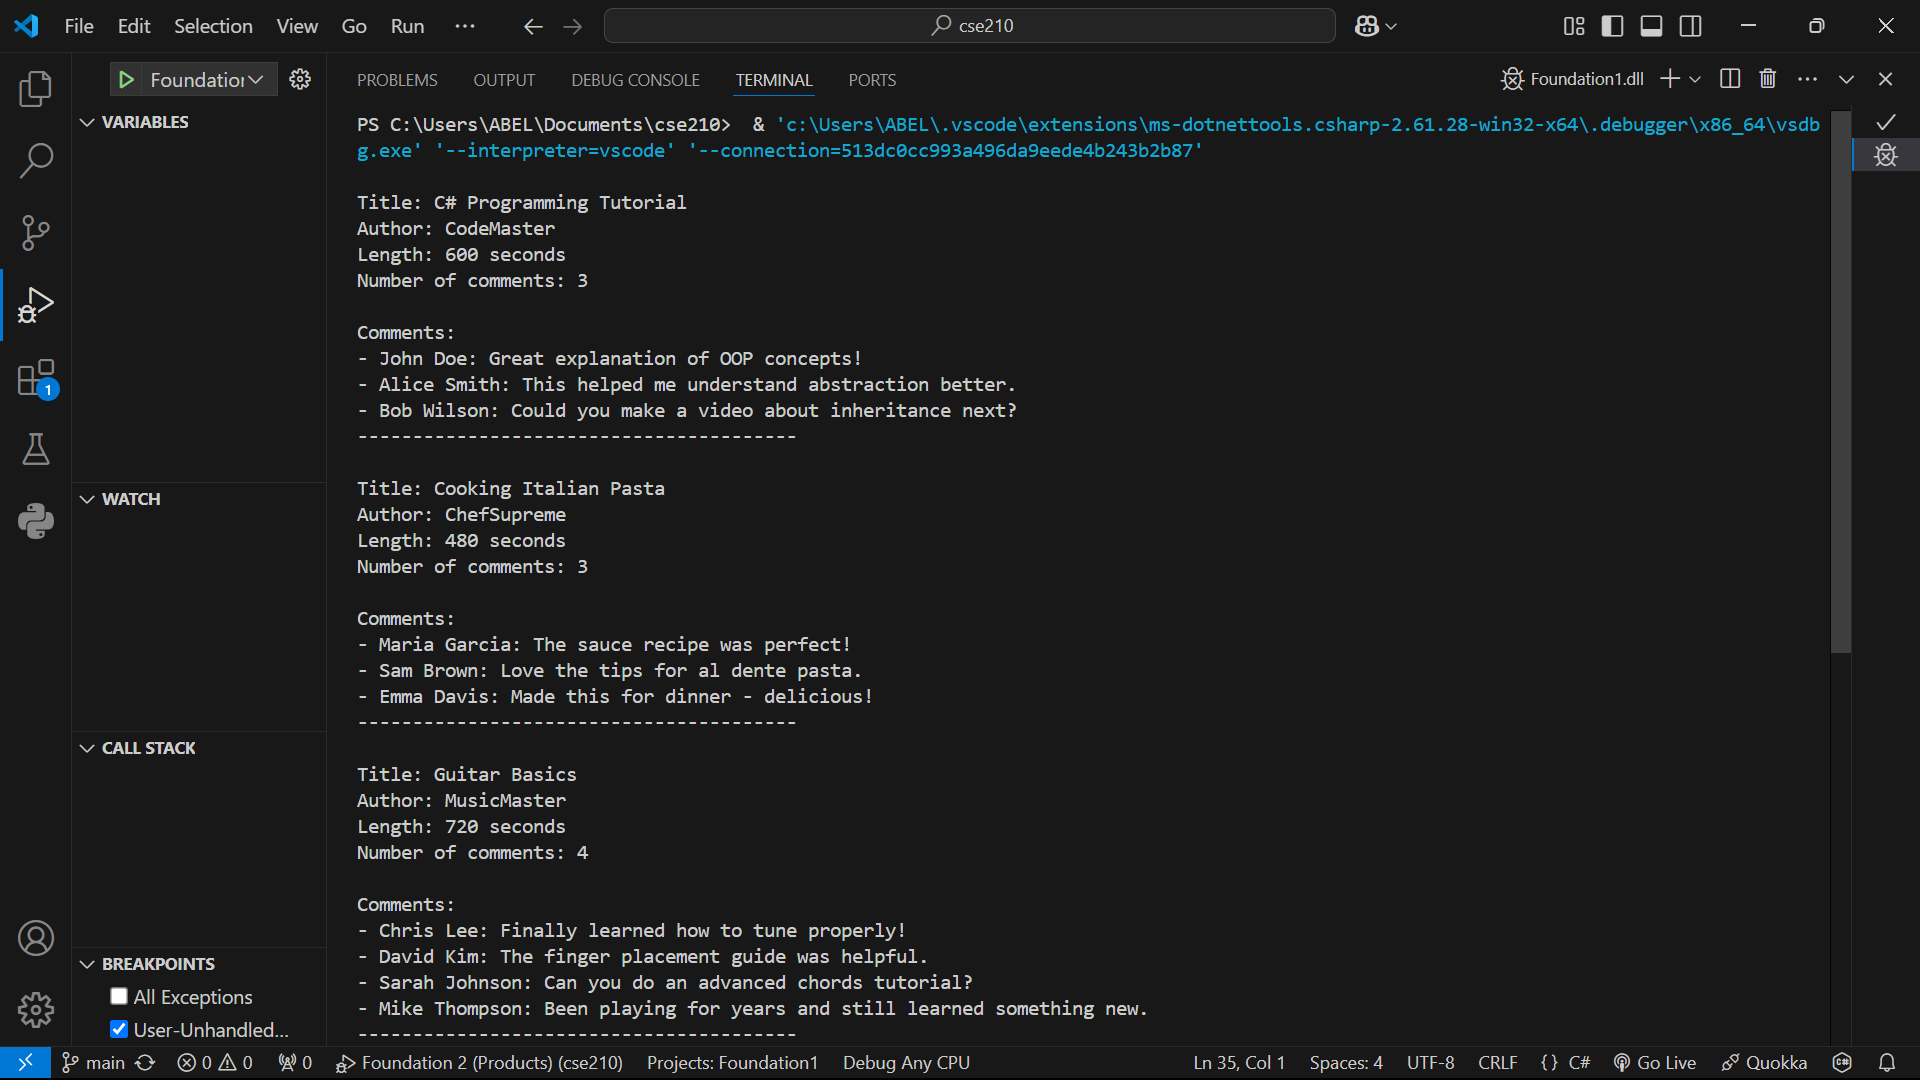 File Edit Selection View Go Run ··· cse210
Foundation
PROBLEMS OUTPUT DEBUG CONSOLE TERMINAL PORTS Foundation1.dll
VARIABLES
WATCH
CALL STACK
BREAKPOINTS
All Exceptions
User-Unhandled...
1
PS C:\Users\ABEL\Documents\cse210>  & 'c:\Users\ABEL\.vscode\extensions\ms-dotnettools.csharp-2.61.28-win32-x64\.debugger\x86_64\vsdb
g.exe' '--interpreter=vscode' '--connection=513dc0cc993a496da9eede4b243b2b87'
Title: C# Programming Tutorial
Author: CodeMaster
Length: 600 seconds
Number of comments: 3
Comments:
- John Doe: Great explanation of OOP concepts!
- Alice Smith: This helped me understand abstraction better.
- Bob Wilson: Could you make a video about inheritance next?
----------------------------------------
Title: Cooking Italian Pasta
Author: ChefSupreme
Length: 480 seconds
Number of comments: 3
Comments:
- Maria Garcia: The sauce recipe was perfect!
- Sam Brown: Love the tips for al dente pasta.
- Emma Davis: Made this for dinner - delicious!
----------------------------------------
Title: Guitar Basics
Author: MusicMaster
Length: 720 seconds
Number of comments: 4
Comments:
- Chris Lee: Finally learned how to tune properly!
- David Kim: The finger placement guide was helpful.
- Sarah Johnson: Can you do an advanced chords tutorial?
- Mike Thompson: Been playing for years and still learned something new.
----------------------------------------
main 0 0 0 Foundation 2 (Products) (cse210) Projects: Foundation1 Debug Any CPU Ln 35, Col 1 Spaces: 4 UTF-8 CRLF {} C# Go Live Quokka